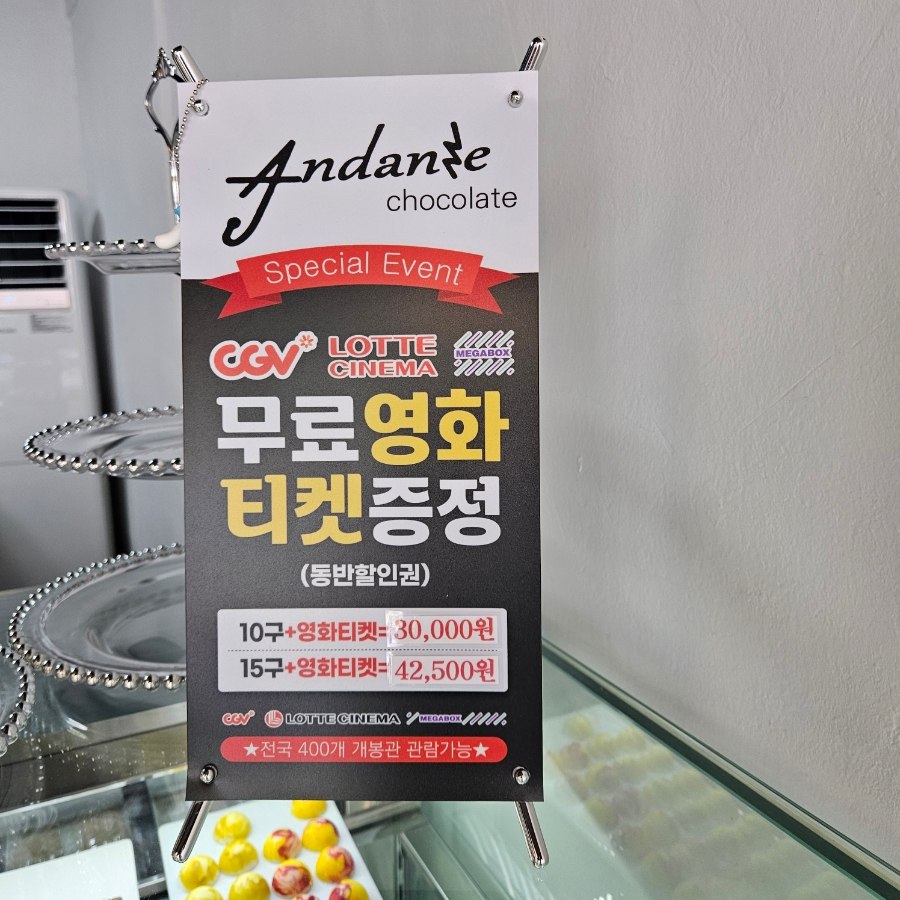 Andante
chocolate
Special Event
CGV LOTTE CINEMA MEGABOX
무료영화
티켓증정
(동반할인권)
10구+영화티켓=30,000원
15구+영화티켓=42,500원
CGV LOTTE CINEMA MEGABOX
★전국 400개 개봉관 관람가능★